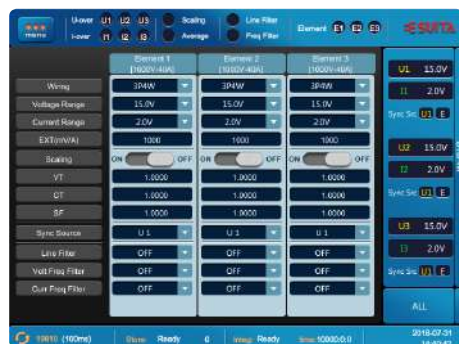 menu
U-over U1 U2 U3 Scaling Line Filter Element E1 E2 E3
I-over I1 I2 I3 Average Freq Filter
Element 1 Element 2 Element 3
[1000V-40A] [1000V-40A] [1000V-40A]
Wiring 3P4W 3P4W 3P4W
Voltage Range 15.0V 15.0V 15.0V
Current Range 2.0V 2.0V 2.0V
EXT(mV/A) 1000 1000 1000
Scaling ON OFF ON OFF ON OFF
VT 1.0000 1.0000 1.0000
CT 1.0000 1.0000 1.0000
SF 1.0000 1.0000 1.0000
Sync Source U 1 U 1 U 1
Line Filter OFF OFF OFF
Volt Freq Filter OFF OFF OFF
Curr Freq Filter OFF OFF OFF
U1 15.0V
I1 2.0V
Sync Src U1 E
U2 15.0V
I2 2.0V
Sync Src U1 E
U3 15.0V
I3 2.0V
Sync Src U1 E
ALL
(100ms) Store: Ready 0 Integ: Ready
2018-07-31